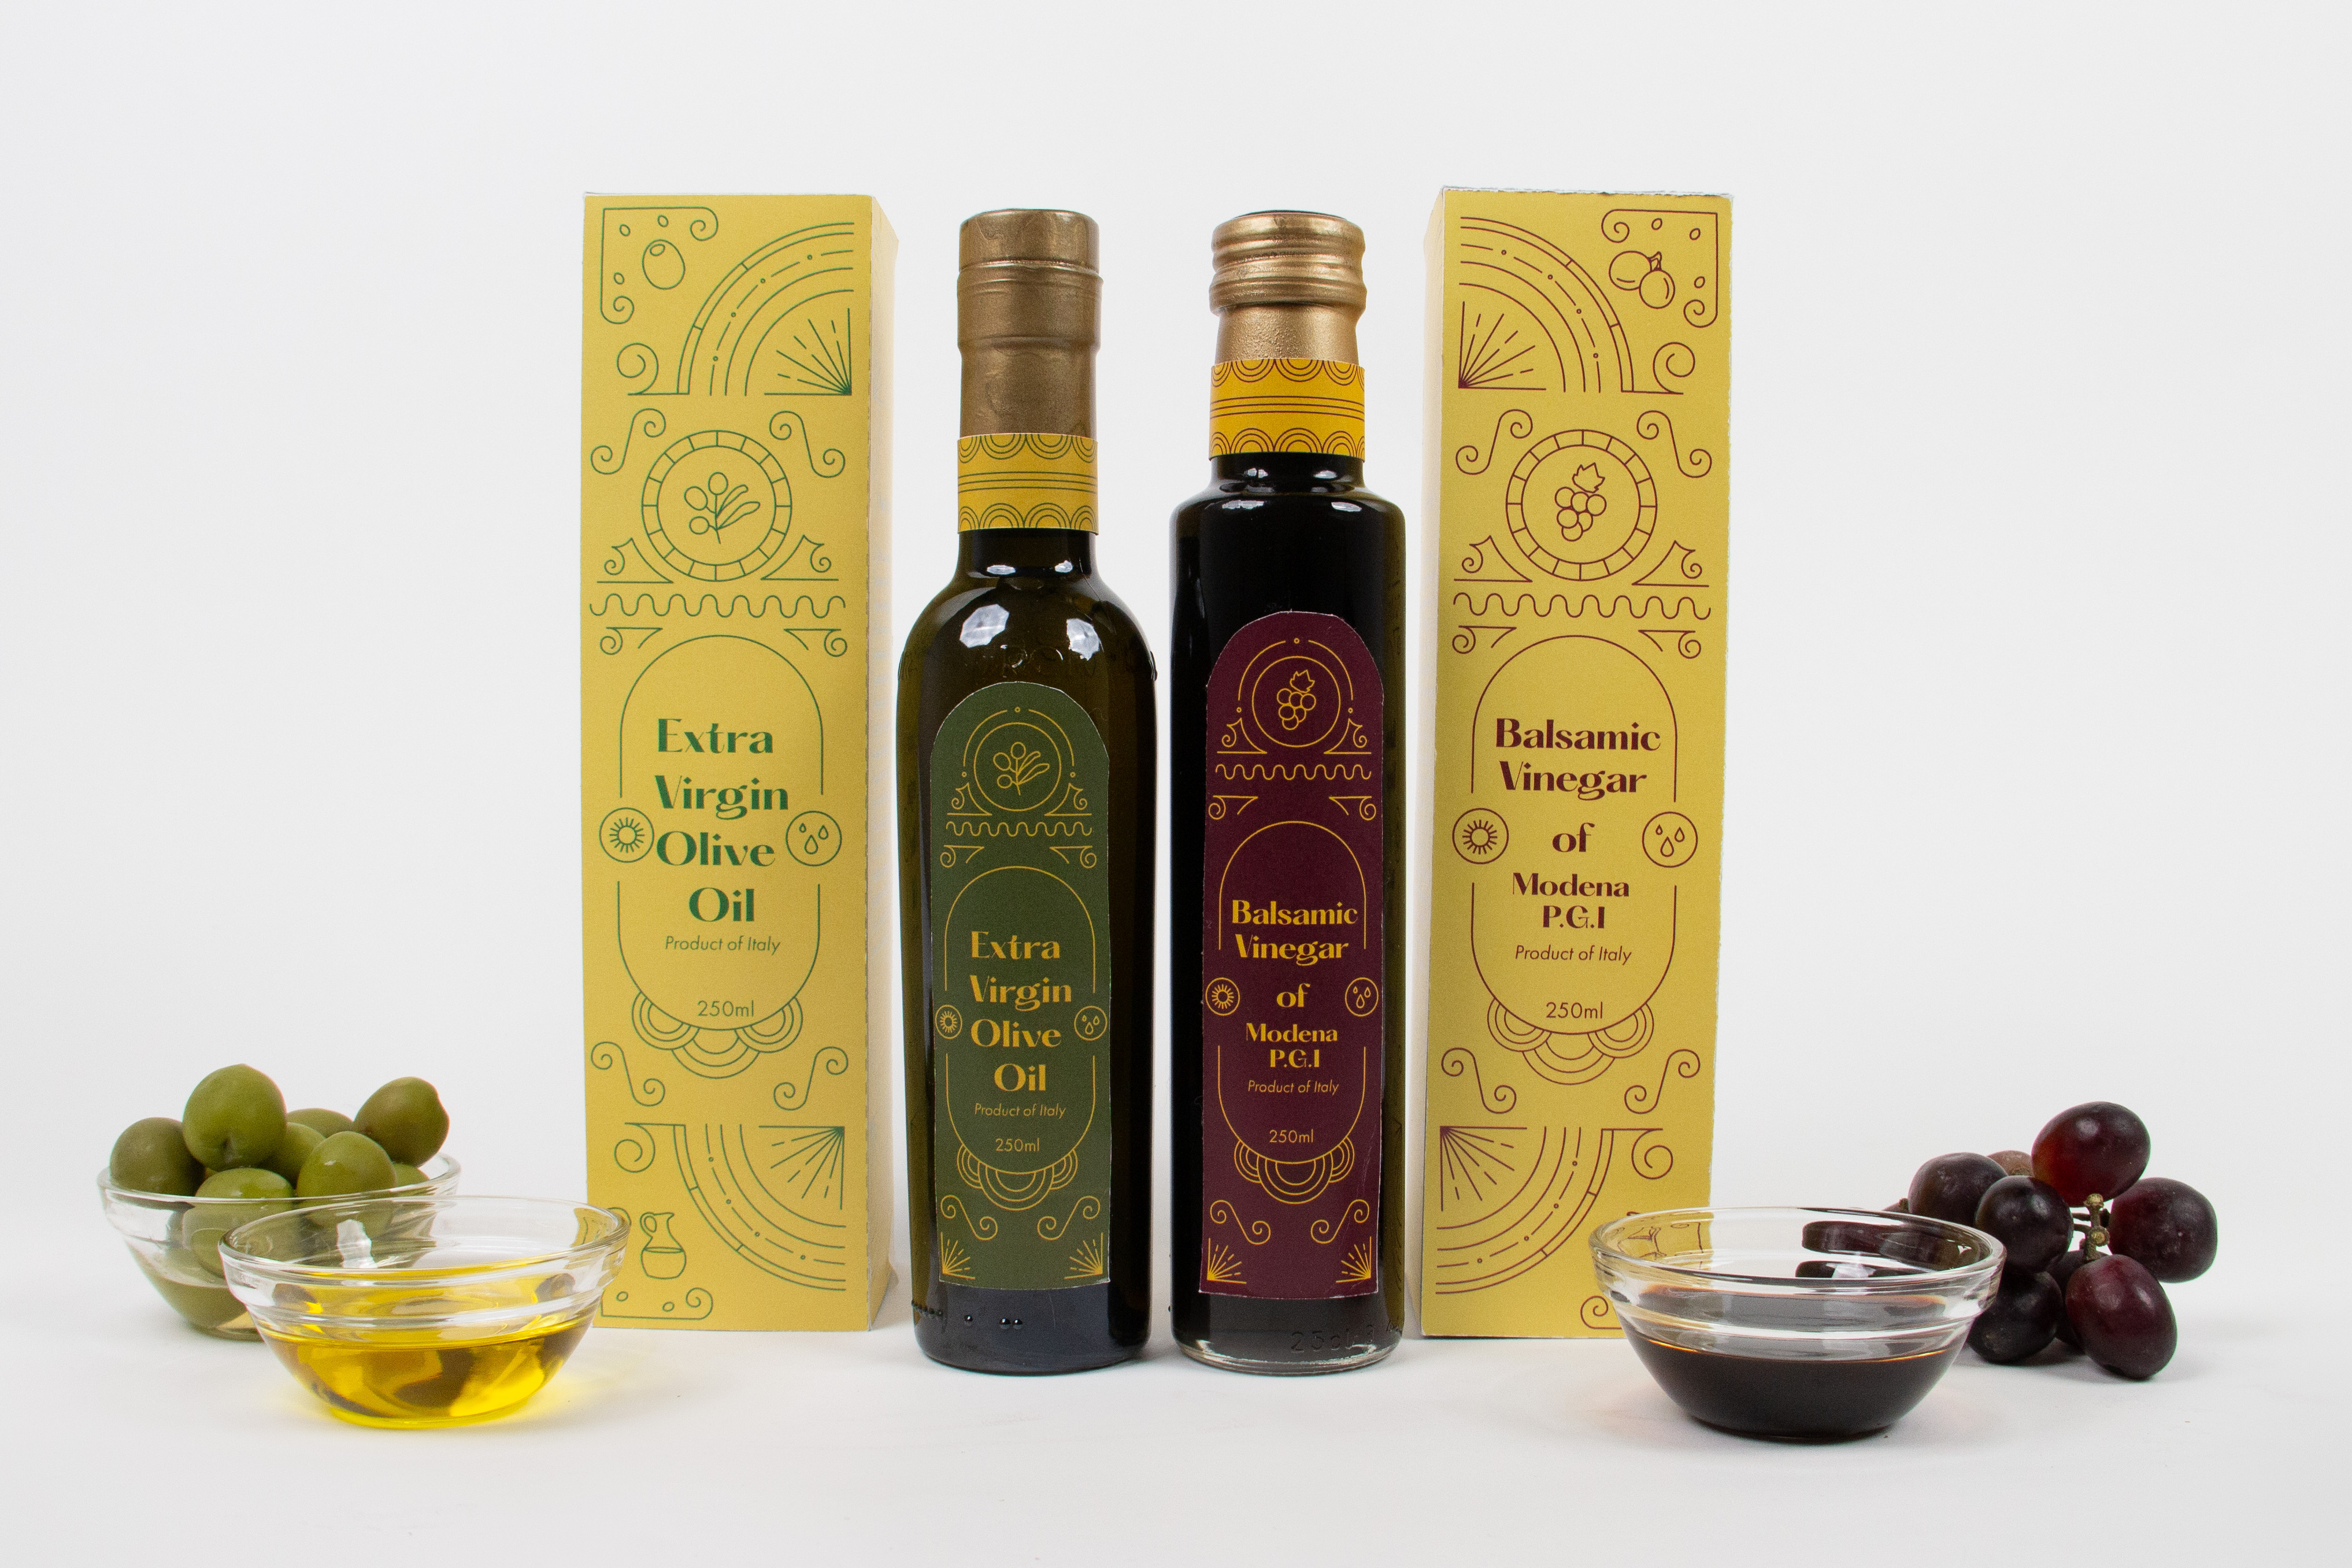 Extra
Virgin
Olive
Oil
Product of Italy
250ml
Extra
Virgin
Olive
Oil
Product of Italy
250ml
Balsamic
Vinegar
of
Modena
P.G.I
Product of Italy
250ml
Balsamic
Vinegar
of
Modena
P.G.I
Product of Italy
250ml